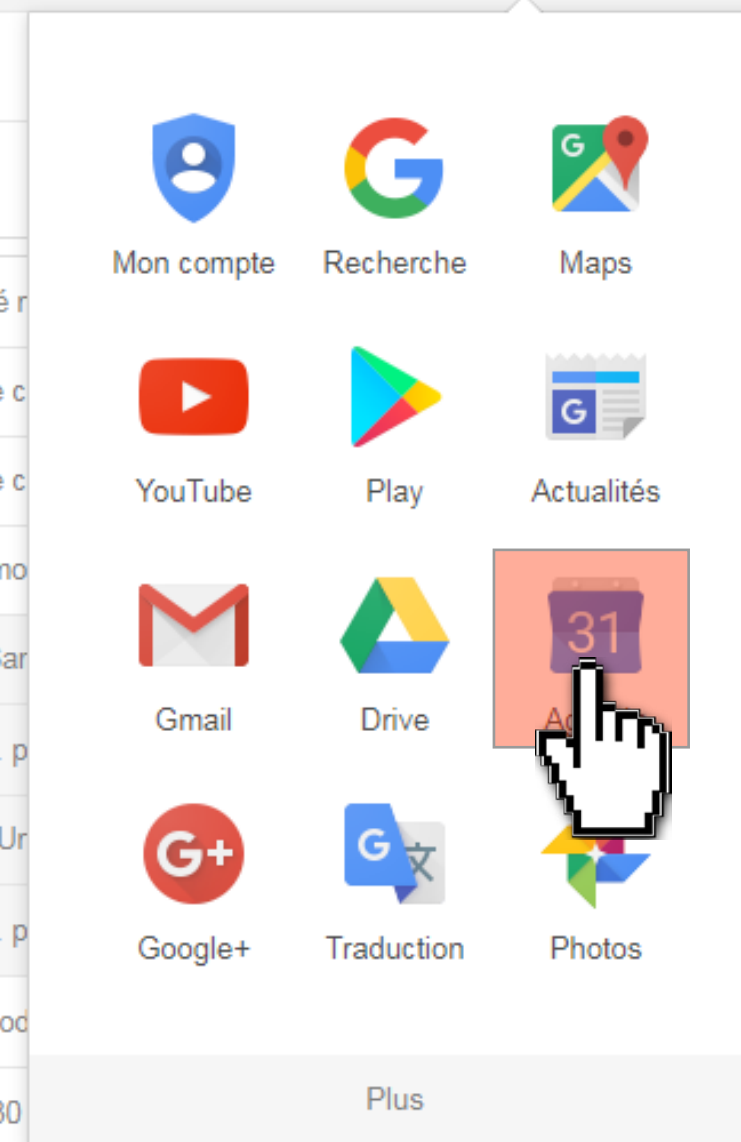 Mon compte Recherche Maps
YouTube Play Actualités
31
Gmail Drive
Google+ Traduction Photos
Plus